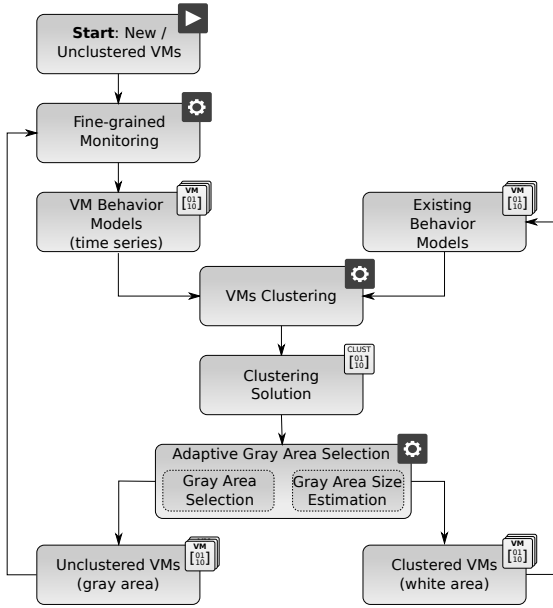 Start: New /
Unclustered VMs
Fine-grained
Monitoring
VM Behavior
Models
(time series)
VM
[01
10]
Existing
Behavior
Models
VM
[01
10]
VMs Clustering
Clustering
Solution
CLUST
[01
10]
Adaptive Gray Area Selection
Gray Area
Selection
Gray Area Size
Estimation
Unclustered VMs
(gray area)
VM
[01
10]
Clustered VMs
(white area)
VM
[01
10]